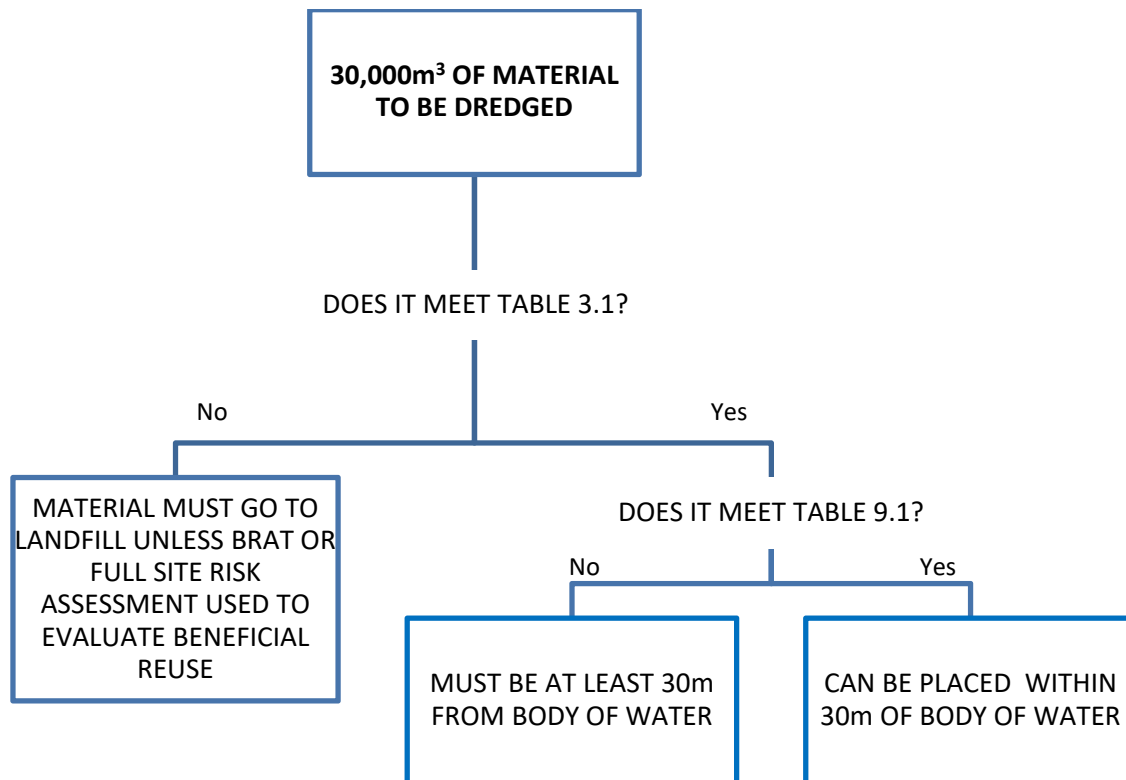 30,000m³ OF MATERIAL
TO BE DREDGED
DOES IT MEET TABLE 3.1?
No
Yes
MATERIAL MUST GO TO
LANDFILL UNLESS BRAT OR
FULL SITE RISK
ASSESSMENT USED TO
EVALUATE BENEFICIAL
REUSE
DOES IT MEET TABLE 9.1?
No
Yes
MUST BE AT LEAST 30m
FROM BODY OF WATER
CAN BE PLACED WITHIN
30m OF BODY OF WATER